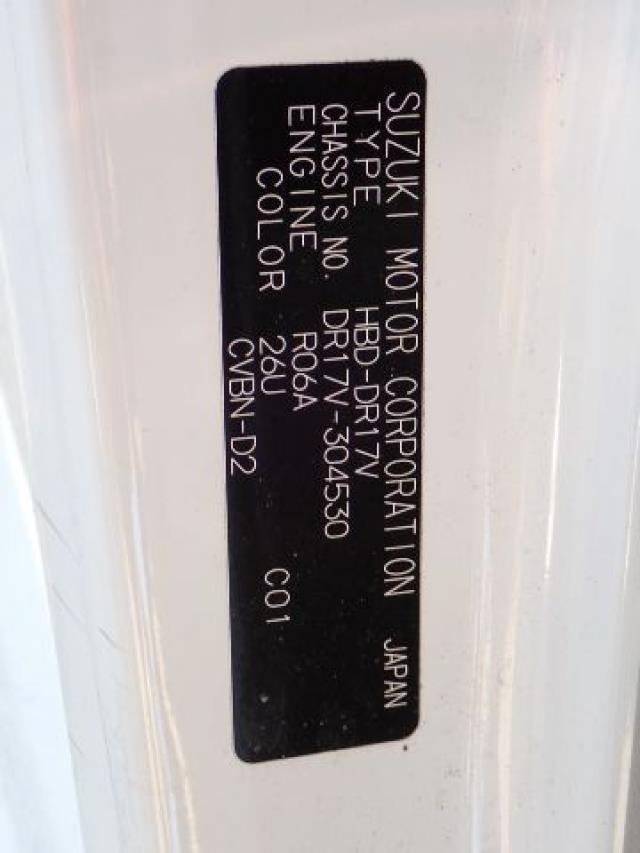 SUZUKI MOTOR CORPORATION JAPAN
TYPE HBD-DR17V
CHASSIS NO. DR17V-304530
ENGINE R06A
COLOR 26U C01
CVBN-D2